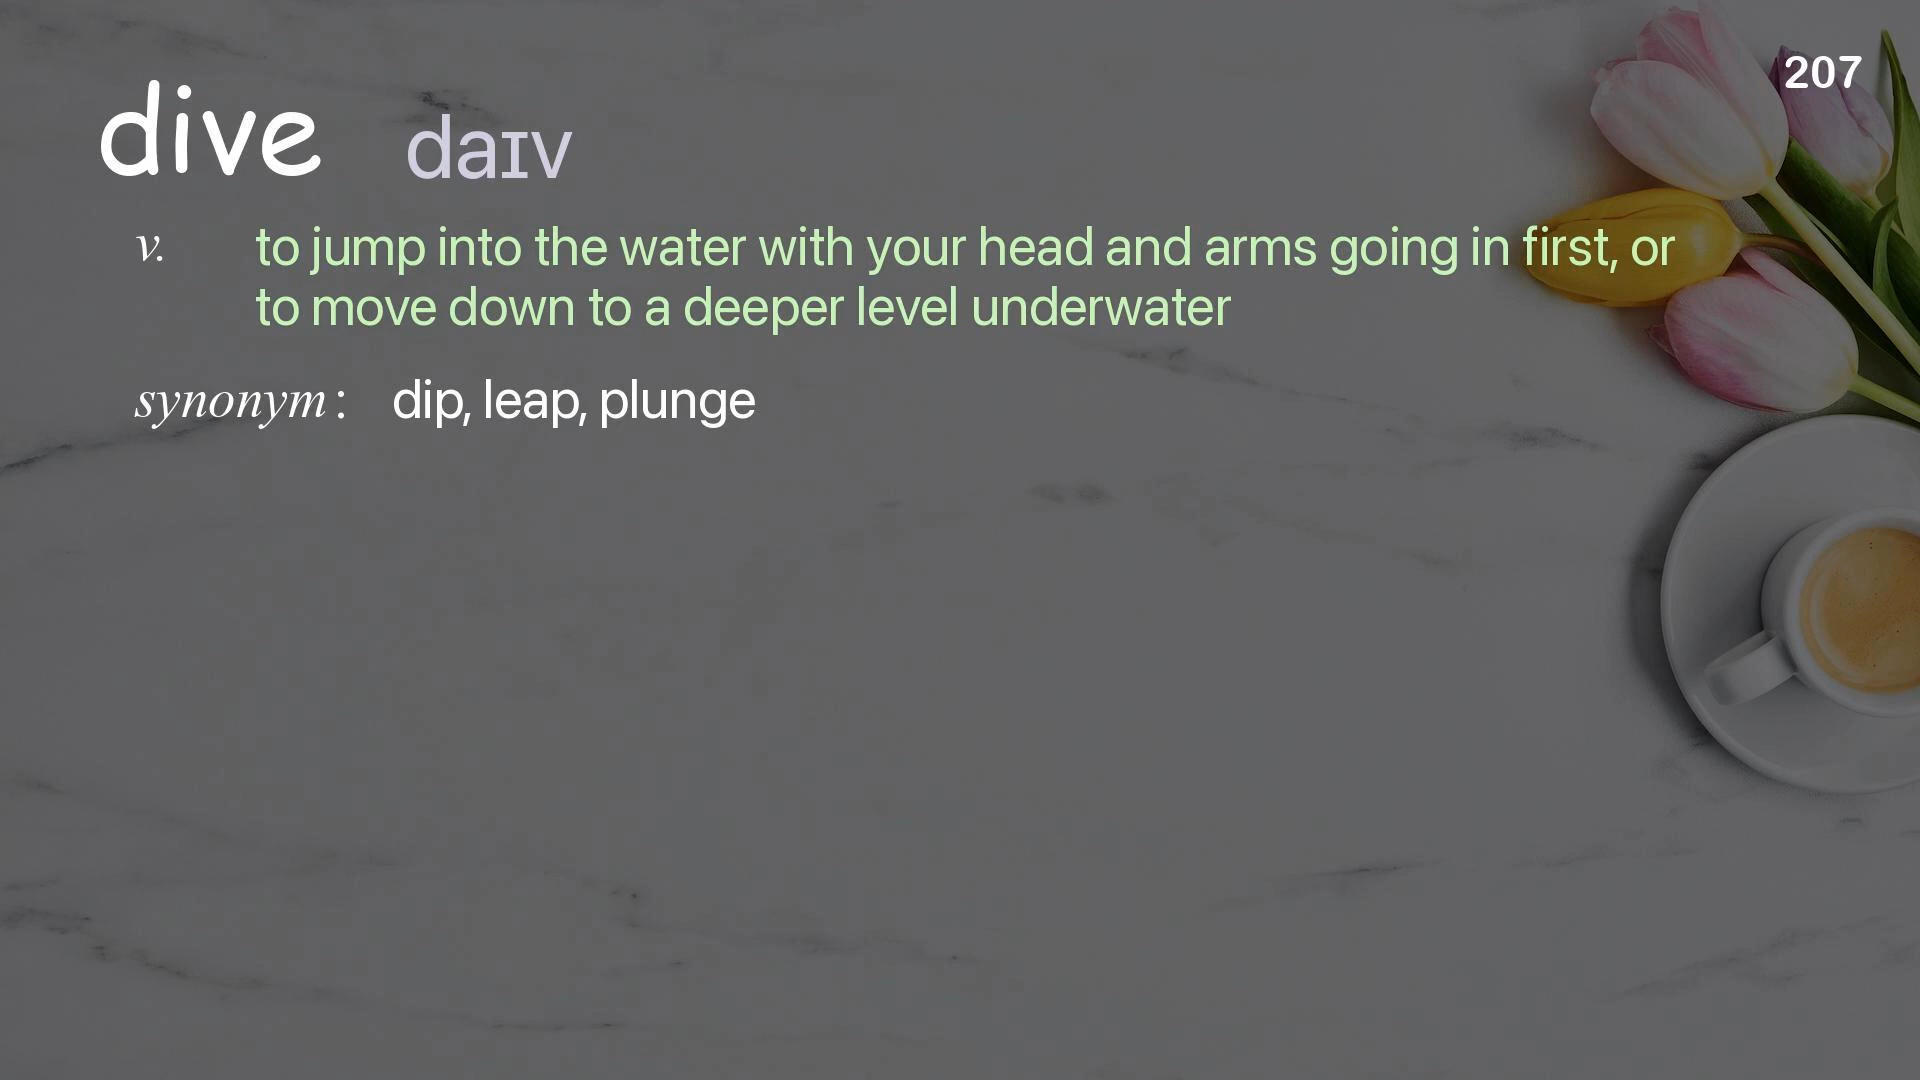 207
dive daɪv
v. to jump into the water with your head and arms going in first, or
to move down to a deeper level underwater
synonym : dip, leap, plunge